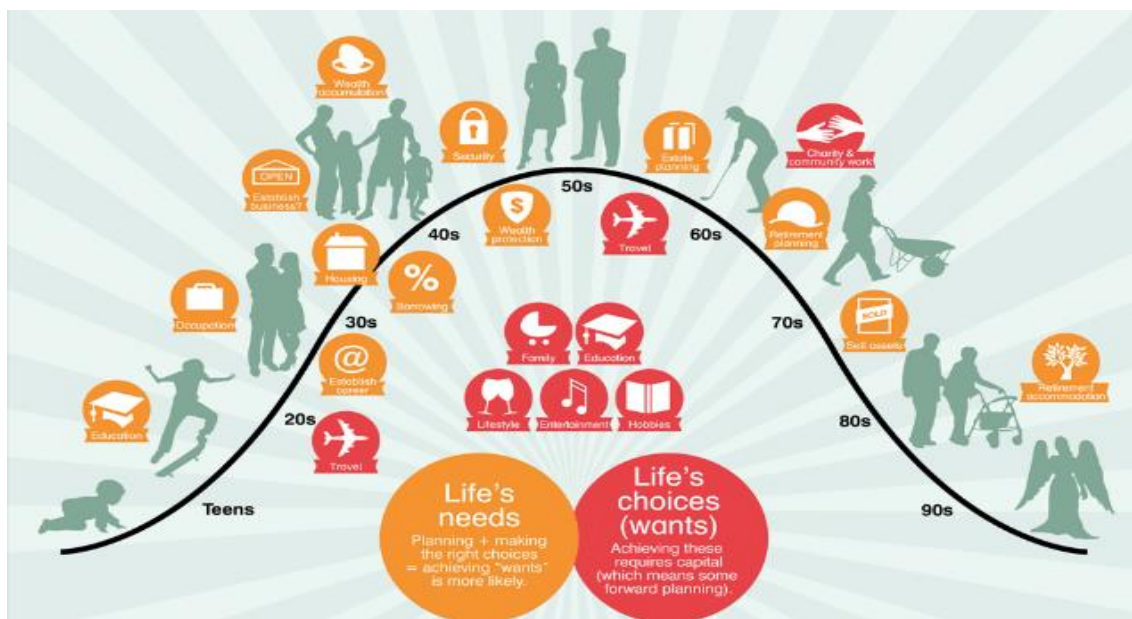 Wealth
accumulation
Security
Estate
planning
Charity &
community work
OPEN
Establish
business?
50s
$
Wealth
protection
Travel
40s
60s
Retirement
planning
Housing
%
Borrowing
Occupation
30s
70s
SOLD
Sell assets
Family
Education
@
Establish
career
Retirement
accommodation
Education
20s
Lifestyle
Entertainment
Hobbies
80s
Travel
Teens
90s
Life's
needs
Planning + making
the right choices
= achieving "wants"
is more likely.
Life's
choices
(wants)
Achieving these
requires capital
(which means some
forward planning).